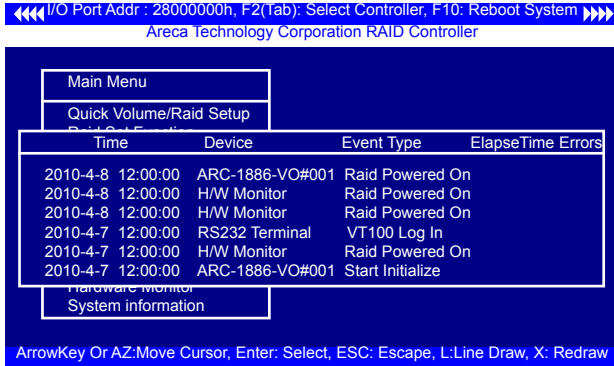 I/O Port Addr : 28000000h, F2(Tab): Select Controller, F10: Reboot System
Areca Technology Corporation RAID Controller
Main Menu
Quick Volume/Raid Setup
Raid Set Function
Time Device Event Type ElapseTime Errors
2010-4-8 12:00:00 ARC-1886-VO#001 Raid Powered On
2010-4-8 12:00:00 H/W Monitor Raid Powered On
2010-4-8 12:00:00 H/W Monitor Raid Powered On
2010-4-7 12:00:00 RS232 Terminal VT100 Log In
2010-4-7 12:00:00 H/W Monitor Raid Powered On
2010-4-7 12:00:00 ARC-1886-VO#001 Start Initialize
Hardware Monitor
System information
ArrowKey Or AZ:Move Cursor, Enter: Select, ESC: Escape, L:Line Draw, X: Redraw